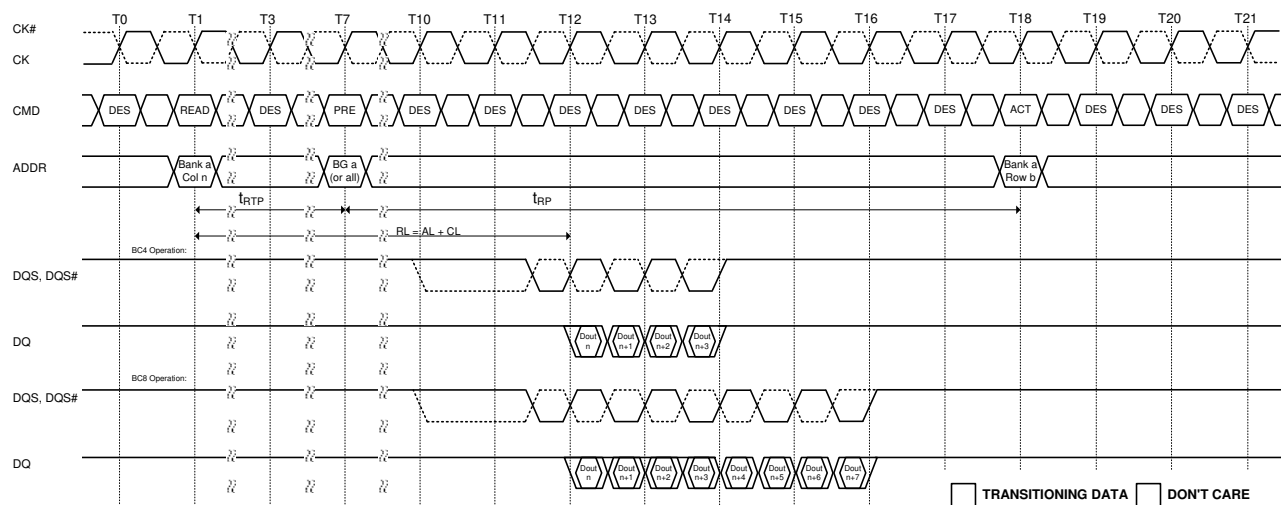 T0 T1 T3 T7 T10 T11 T12 T13 T14 T15 T16 T17 T18 T19 T20 T21
CK#
CK
CMD DES READ DES PRE DES DES DES DES DES DES DES DES ACT DES DES DES
ADDR
Bank a BG a Bank a
Col n (or all) Row b
tRTP tRP
RL = AL + CL
BC4 Operation:
DQS, DQS#
DQ
Dout Dout Dout Dout
n n+1 n+2 n+3
BC8 Operation:
DQS, DQS#
DQ
Dout Dout Dout Dout Dout Dout Dout Dout
n n+1 n+2 n+3 n+4 n+5 n+6 n+7
TRANSITIONING DATA DON'T CARE